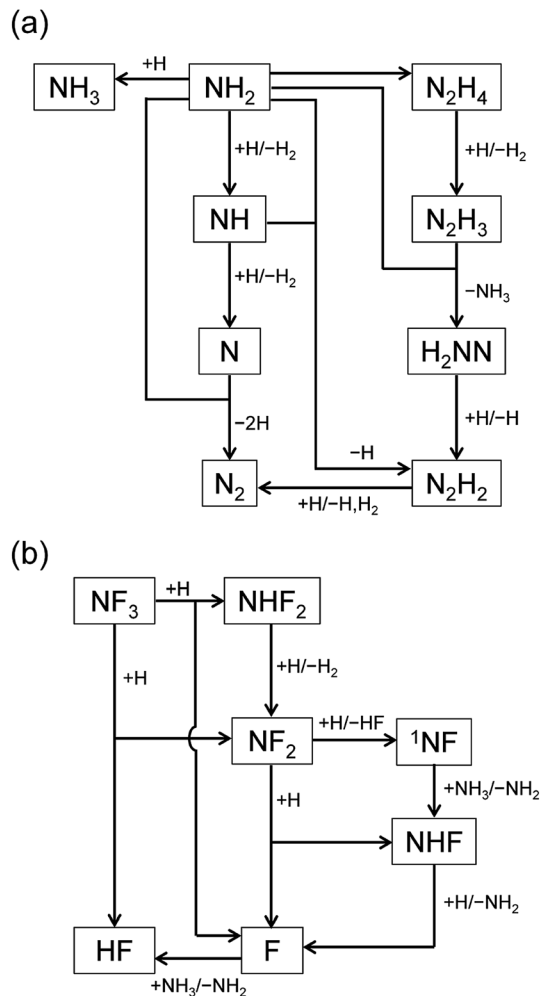 (a)
NH₃
+H
NH₂
N₂H₄
+H/−H₂
+H/−H₂
NH
N₂H₃
+H/−H₂
−NH₃
N
H₂NN
−2H
+H/−H
−H
N₂
N₂H₂
+H/−H,H₂
(b)
NF₃
+H
NHF₂
+H
+H/−H₂
NF₂
+H/−HF
¹NF
+H
+NH₃/−NH₂
NHF
+H/−NH₂
HF
F
+NH₃/−NH₂